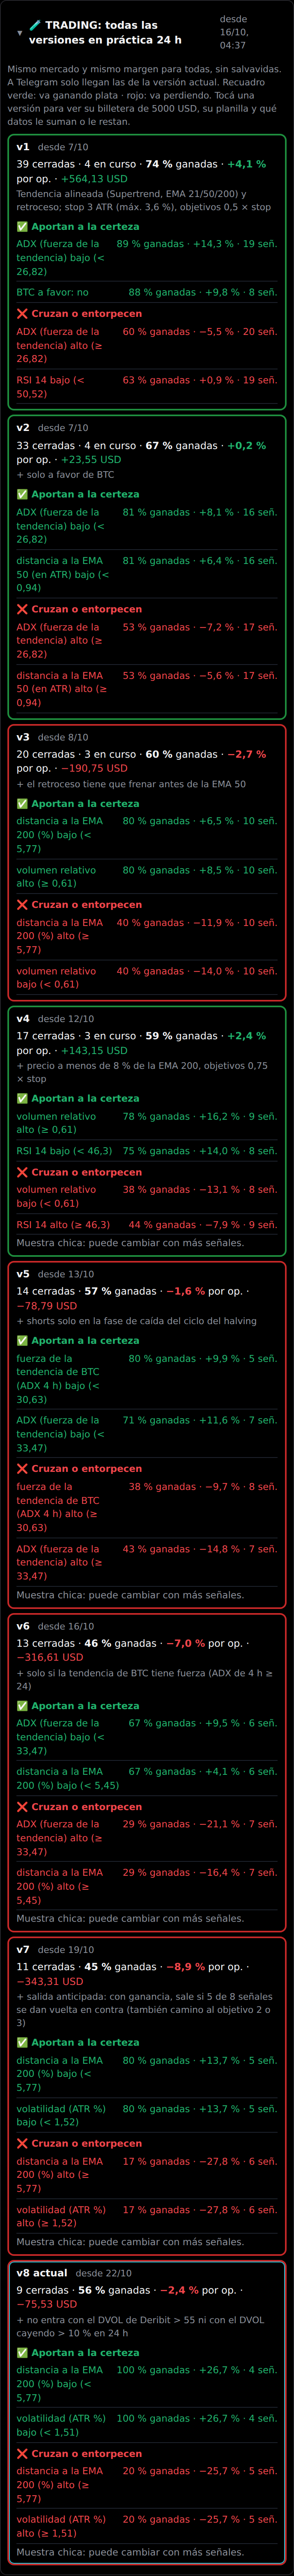 ▼ 🧪 TRADING: todas las
versiones en práctica 24 h
desde
16/10,
04:37
Mismo mercado y mismo margen para todas, sin salvavidas.
A Telegram solo llegan las de la versión actual. Recuadro
verde: va ganando plata · rojo: va perdiendo. Tocá una
versión para ver su billetera de 5000 USD, su planilla y qué
datos le suman o le restan.
v1 desde 7/10
39 cerradas · 4 en curso · 74 % ganadas · +4,1 %
por op. · +564,13 USD
Tendencia alineada (Supertrend, EMA 21/50/200) y
retroceso; stop 3 ATR (máx. 3,6 %), objetivos 0,5 × stop
✅ Aportan a la certeza
ADX (fuerza de la 89 % ganadas · +14,3 % · 19 señ.
tendencia) bajo (<
26,82)
BTC a favor: no 88 % ganadas · +9,8 % · 8 señ.
❌ Cruzan o entorpecen
ADX (fuerza de la 60 % ganadas · −5,5 % · 20 señ.
tendencia) alto (≥
26,82)
RSI 14 bajo (< 63 % ganadas · +0,9 % · 19 señ.
50,52)
v2 desde 7/10
33 cerradas · 4 en curso · 67 % ganadas · +0,2 %
por op. · +23,55 USD
+ solo a favor de BTC
✅ Aportan a la certeza
ADX (fuerza de la 81 % ganadas · +8,1 % · 16 señ.
tendencia) bajo (<
26,82)
distancia a la EMA 81 % ganadas · +6,4 % · 16 señ.
50 (en ATR) bajo (<
0,94)
❌ Cruzan o entorpecen
ADX (fuerza de la 53 % ganadas · −7,2 % · 17 señ.
tendencia) alto (≥
26,82)
distancia a la EMA 53 % ganadas · −5,6 % · 17 señ.
50 (en ATR) alto (≥
0,94)
v3 desde 8/10
20 cerradas · 3 en curso · 60 % ganadas · −2,7 %
por op. · −190,75 USD
+ el retroceso tiene que frenar antes de la EMA 50
✅ Aportan a la certeza
distancia a la EMA 80 % ganadas · +6,5 % · 10 señ.
200 (%) bajo (<
5,77)
volumen relativo 80 % ganadas · +8,5 % · 10 señ.
alto (≥ 0,61)
❌ Cruzan o entorpecen
distancia a la EMA 40 % ganadas · −11,9 % · 10 señ.
200 (%) alto (≥
5,77)
volumen relativo 40 % ganadas · −14,0 % · 10 señ.
bajo (< 0,61)
v4 desde 12/10
17 cerradas · 3 en curso · 59 % ganadas · +2,4 %
por op. · +143,15 USD
+ precio a menos de 8 % de la EMA 200, objetivos 0,75
× stop
✅ Aportan a la certeza
volumen relativo 78 % ganadas · +16,2 % · 9 señ.
alto (≥ 0,61)
RSI 14 bajo (< 46,3) 75 % ganadas · +14,0 % · 8 señ.
❌ Cruzan o entorpecen
volumen relativo 38 % ganadas · −13,1 % · 8 señ.
bajo (< 0,61)
RSI 14 alto (≥ 46,3) 44 % ganadas · −7,9 % · 9 señ.
Muestra chica: puede cambiar con más señales.
v5 desde 13/10
14 cerradas · 57 % ganadas · −1,6 % por op. ·
−78,79 USD
+ shorts solo en la fase de caída del ciclo del halving
✅ Aportan a la certeza
fuerza de la 80 % ganadas · +9,9 % · 5 señ.
tendencia de BTC
(ADX 4 h) bajo (<
30,63)
ADX (fuerza de la 71 % ganadas · +11,6 % · 7 señ.
tendencia) bajo (<
33,47)
❌ Cruzan o entorpecen
fuerza de la 38 % ganadas · −9,7 % · 8 señ.
tendencia de BTC
(ADX 4 h) alto (≥
30,63)
ADX (fuerza de la 43 % ganadas · −14,8 % · 7 señ.
tendencia) alto (≥
33,47)
Muestra chica: puede cambiar con más señales.
v6 desde 16/10
13 cerradas · 46 % ganadas · −7,0 % por op. ·
−316,61 USD
+ solo si la tendencia de BTC tiene fuerza (ADX de 4 h ≥
24)
✅ Aportan a la certeza
ADX (fuerza de la 67 % ganadas · +9,5 % · 6 señ.
tendencia) bajo (<
33,47)
distancia a la EMA 67 % ganadas · +4,1 % · 6 señ.
200 (%) bajo (< 5,45)
❌ Cruzan o entorpecen
ADX (fuerza de la 29 % ganadas · −21,1 % · 7 señ.
tendencia) alto (≥
33,47)
distancia a la EMA 29 % ganadas · −16,4 % · 7 señ.
200 (%) alto (≥
5,45)
Muestra chica: puede cambiar con más señales.
v7 desde 19/10
11 cerradas · 45 % ganadas · −8,9 % por op. ·
−343,31 USD
+ salida anticipada: con ganancia, sale si 5 de 8 señales
se dan vuelta en contra (también camino al objetivo 2 o
3)
✅ Aportan a la certeza
distancia a la EMA 80 % ganadas · +13,7 % · 5 señ.
200 (%) bajo (<
5,77)
volatilidad (ATR %) 80 % ganadas · +13,7 % · 5 señ.
bajo (< 1,52)
❌ Cruzan o entorpecen
distancia a la EMA 17 % ganadas · −27,8 % · 6 señ.
200 (%) alto (≥
5,77)
volatilidad (ATR %) 17 % ganadas · −27,8 % · 6 señ.
alto (≥ 1,52)
Muestra chica: puede cambiar con más señales.
v8 actual desde 22/10
9 cerradas · 56 % ganadas · −2,4 % por op. ·
−75,53 USD
+ no entra con el DVOL de Deribit > 55 ni con el DVOL
cayendo > 10 % en 24 h
✅ Aportan a la certeza
distancia a la EMA 100 % ganadas · +26,7 % · 4 señ.
200 (%) bajo (<
5,77)
volatilidad (ATR %) 100 % ganadas · +26,7 % · 4 señ.
bajo (< 1,51)
❌ Cruzan o entorpecen
distancia a la EMA 20 % ganadas · −25,7 % · 5 señ.
200 (%) alto (≥
5,77)
volatilidad (ATR %) 20 % ganadas · −25,7 % · 5 señ.
alto (≥ 1,51)
Muestra chica: puede cambiar con más señales.